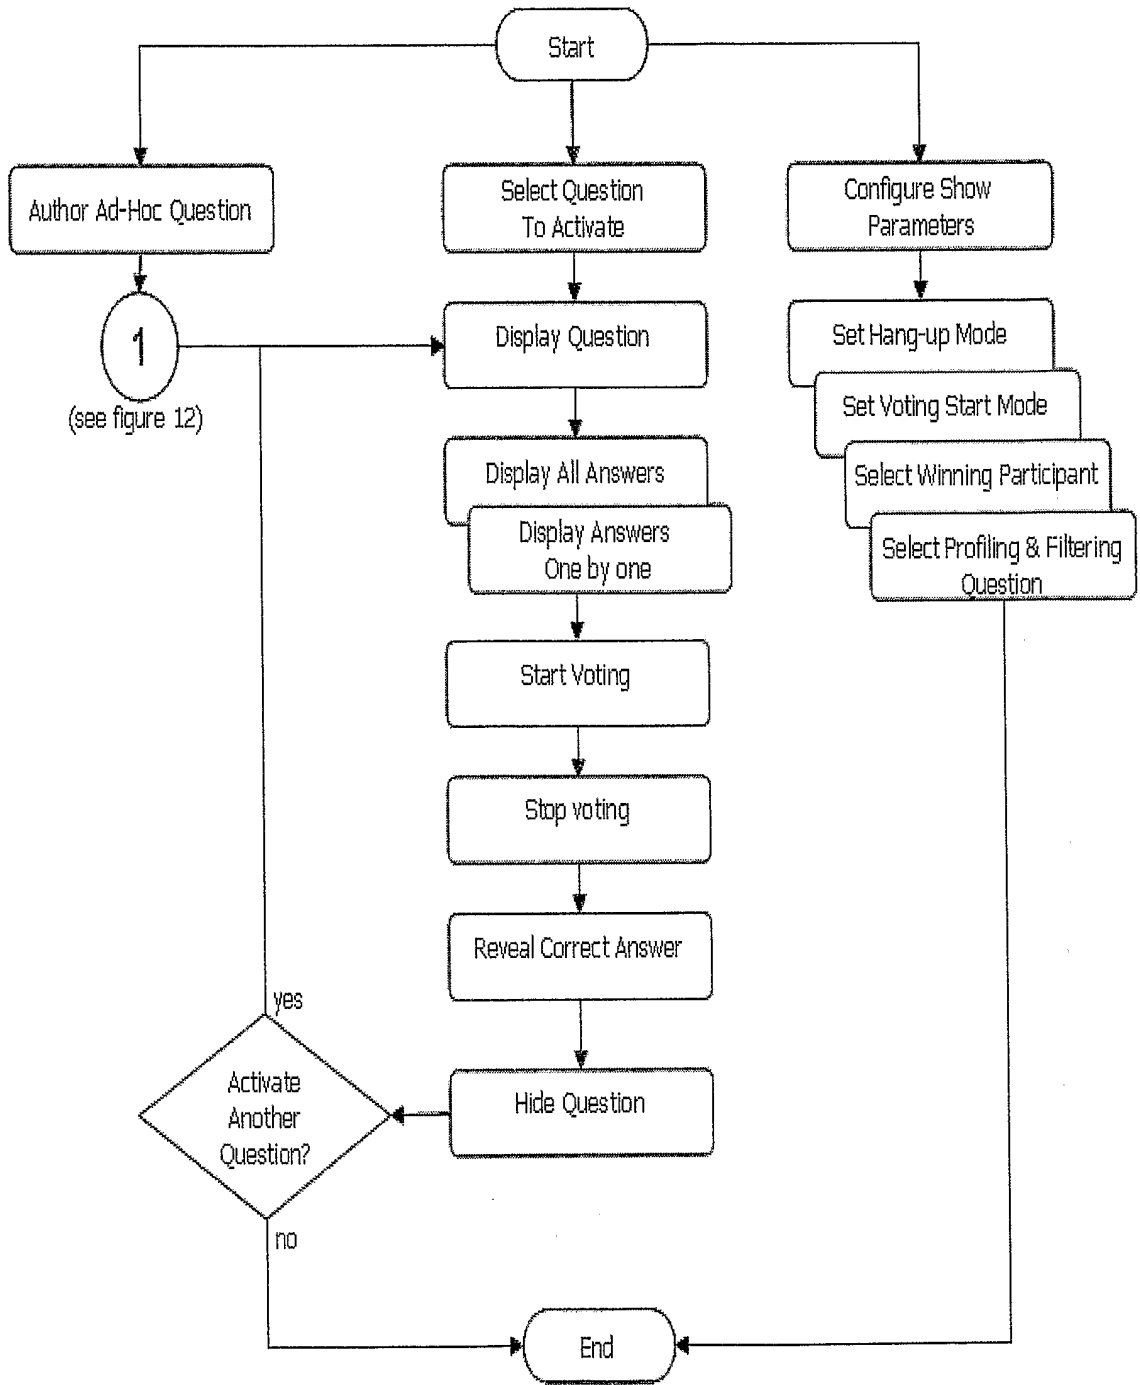 Start
Author Ad-Hoc Question
Select Question
To Activate
Configure Show
Parameters
1
(see figure 12)
Display Question
Set Hang-up Mode
Set Voting Start Mode
Select Winning Participant
Select Profiling & Filtering
Question
Display All Answers
Display Answers
One by one
Start Voting
Stop voting
Reveal Correct Answer
Hide Question
yes
Activate
Another
Question?
no
End